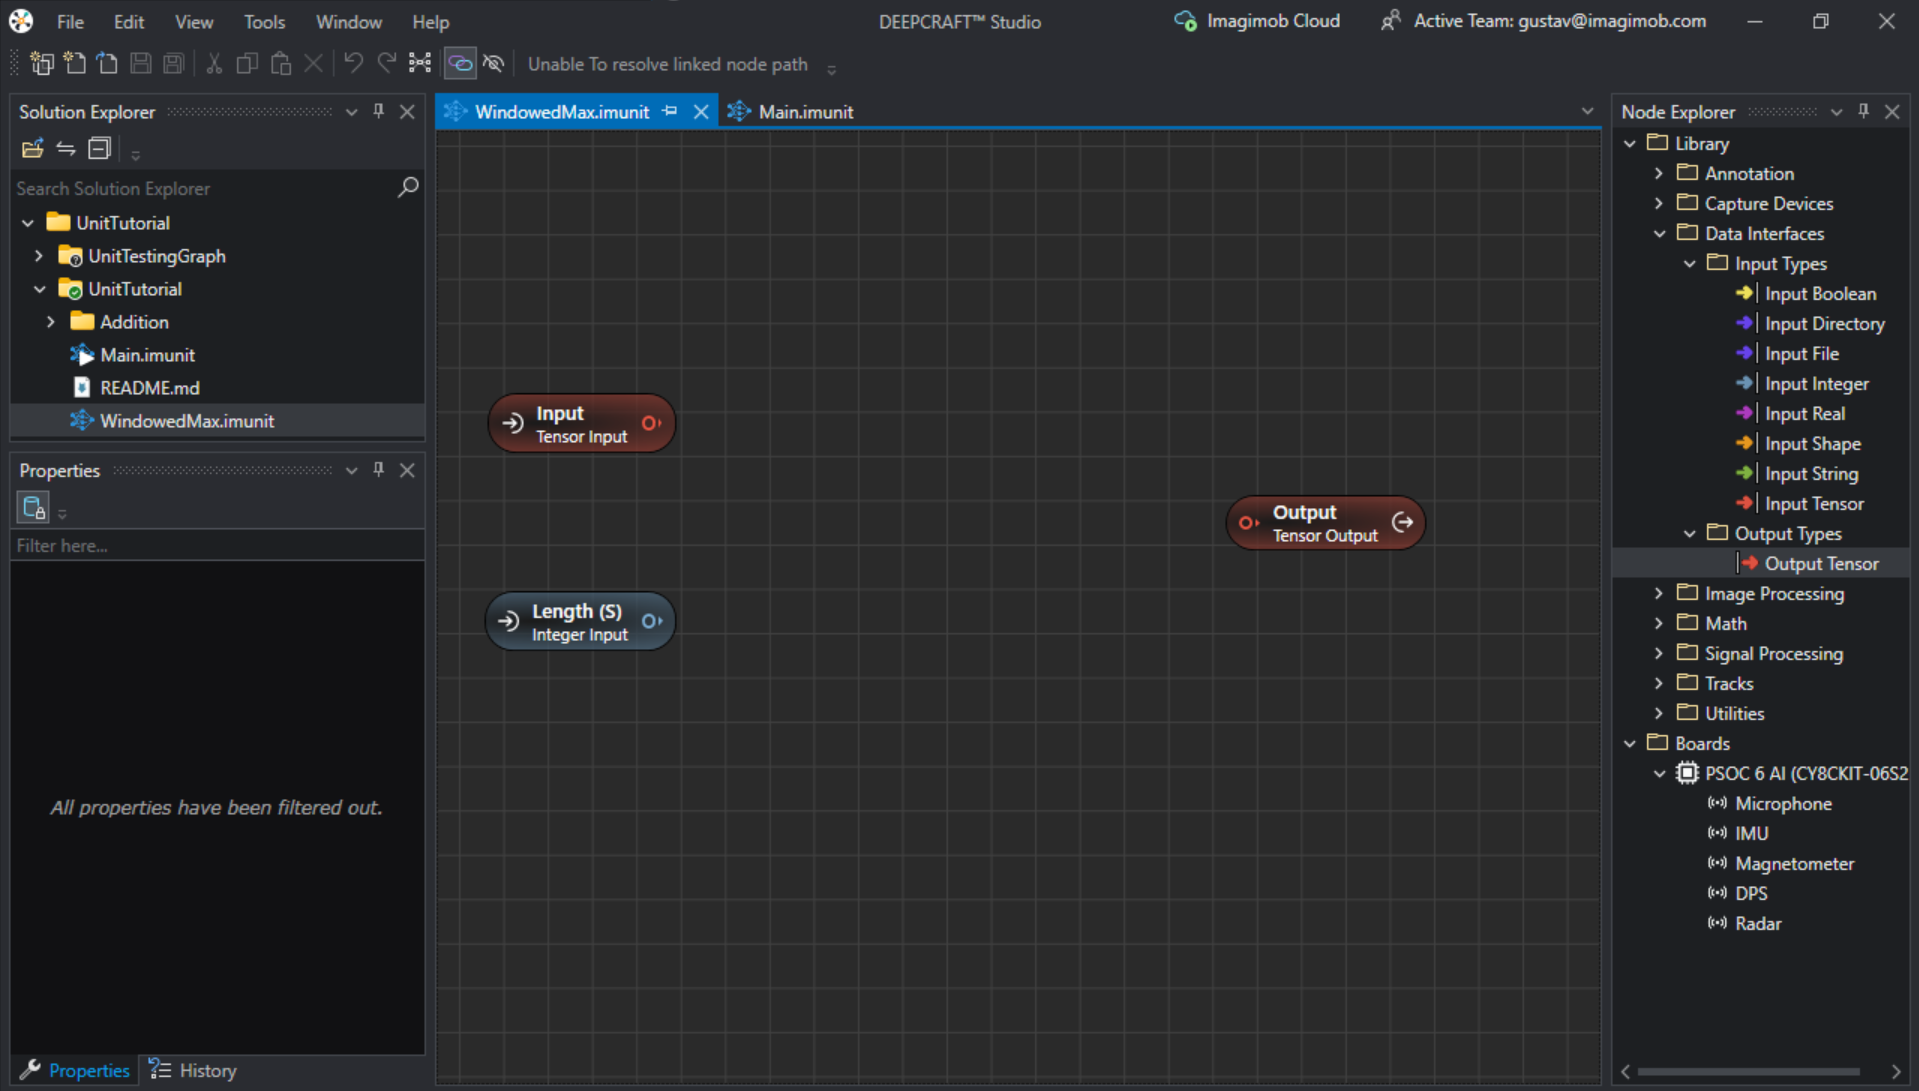 File Edit View Tools Window Help
DEEPCRAFT™ Studio
Imagimob Cloud
Active Team: gustav@imagimob.com
Unable To resolve linked node path
Solution Explorer
Search Solution Explorer
UnitTutorial
UnitTestingGraph
UnitTutorial
Addition
Main.imunit
README.md
WindowedMax.imunit
Properties
Filter here...
All properties have been filtered out.
Properties
History
WindowedMax.imunit
Main.imunit
Input
Tensor Input
Length (S)
Integer Input
Output
Tensor Output
Node Explorer
Library
Annotation
Capture Devices
Data Interfaces
Input Types
Input Boolean
Input Directory
Input File
Input Integer
Input Real
Input Shape
Input String
Input Tensor
Output Types
Output Tensor
Image Processing
Math
Signal Processing
Tracks
Utilities
Boards
PSOC 6 AI (CY8CKIT-06S2
Microphone
IMU
Magnetometer
DPS
Radar